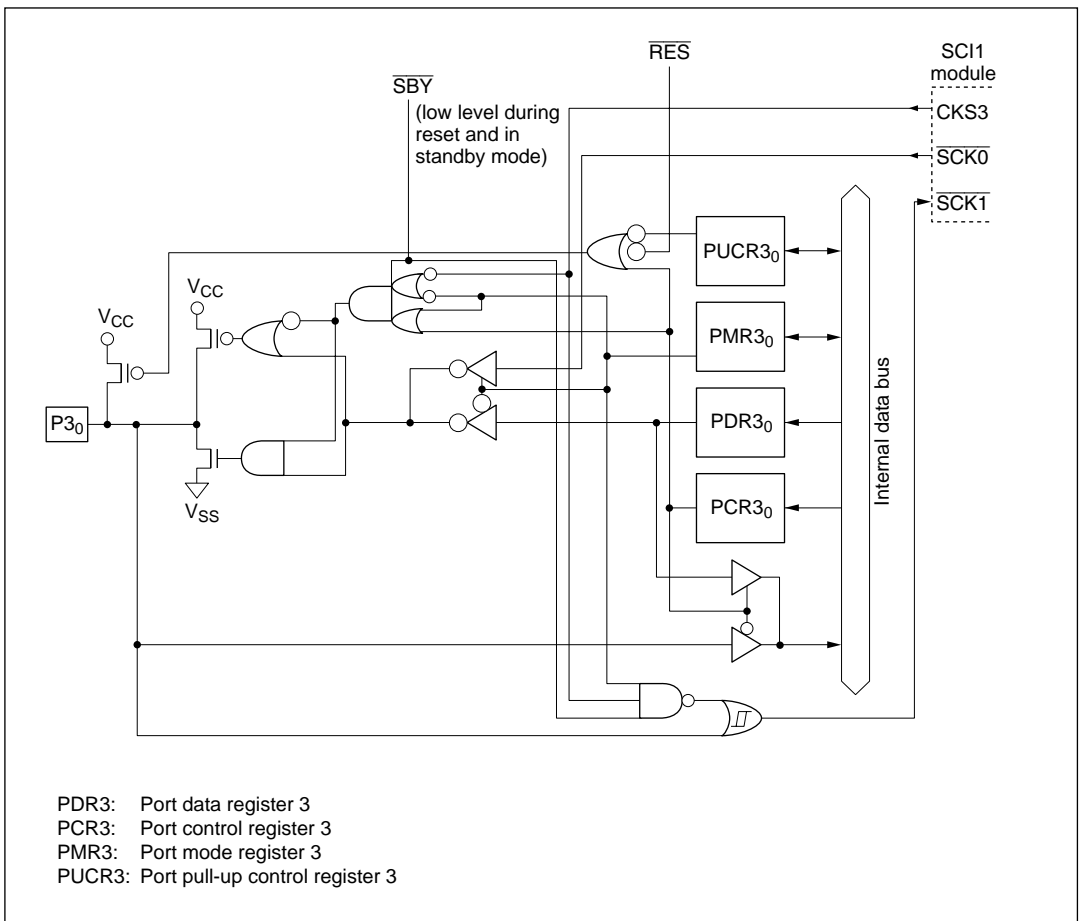 RES
SCI1
module
SBY
(low level during
reset and in
standby mode)
CKS3
SCK0
SCK1
PUCR3₀
VCC
VCC
PMR3₀
P3₀
PDR3₀
VSS
PCR3₀
Internal data bus
PDR3: Port data register 3
PCR3: Port control register 3
PMR3: Port mode register 3
PUCR3: Port pull-up control register 3